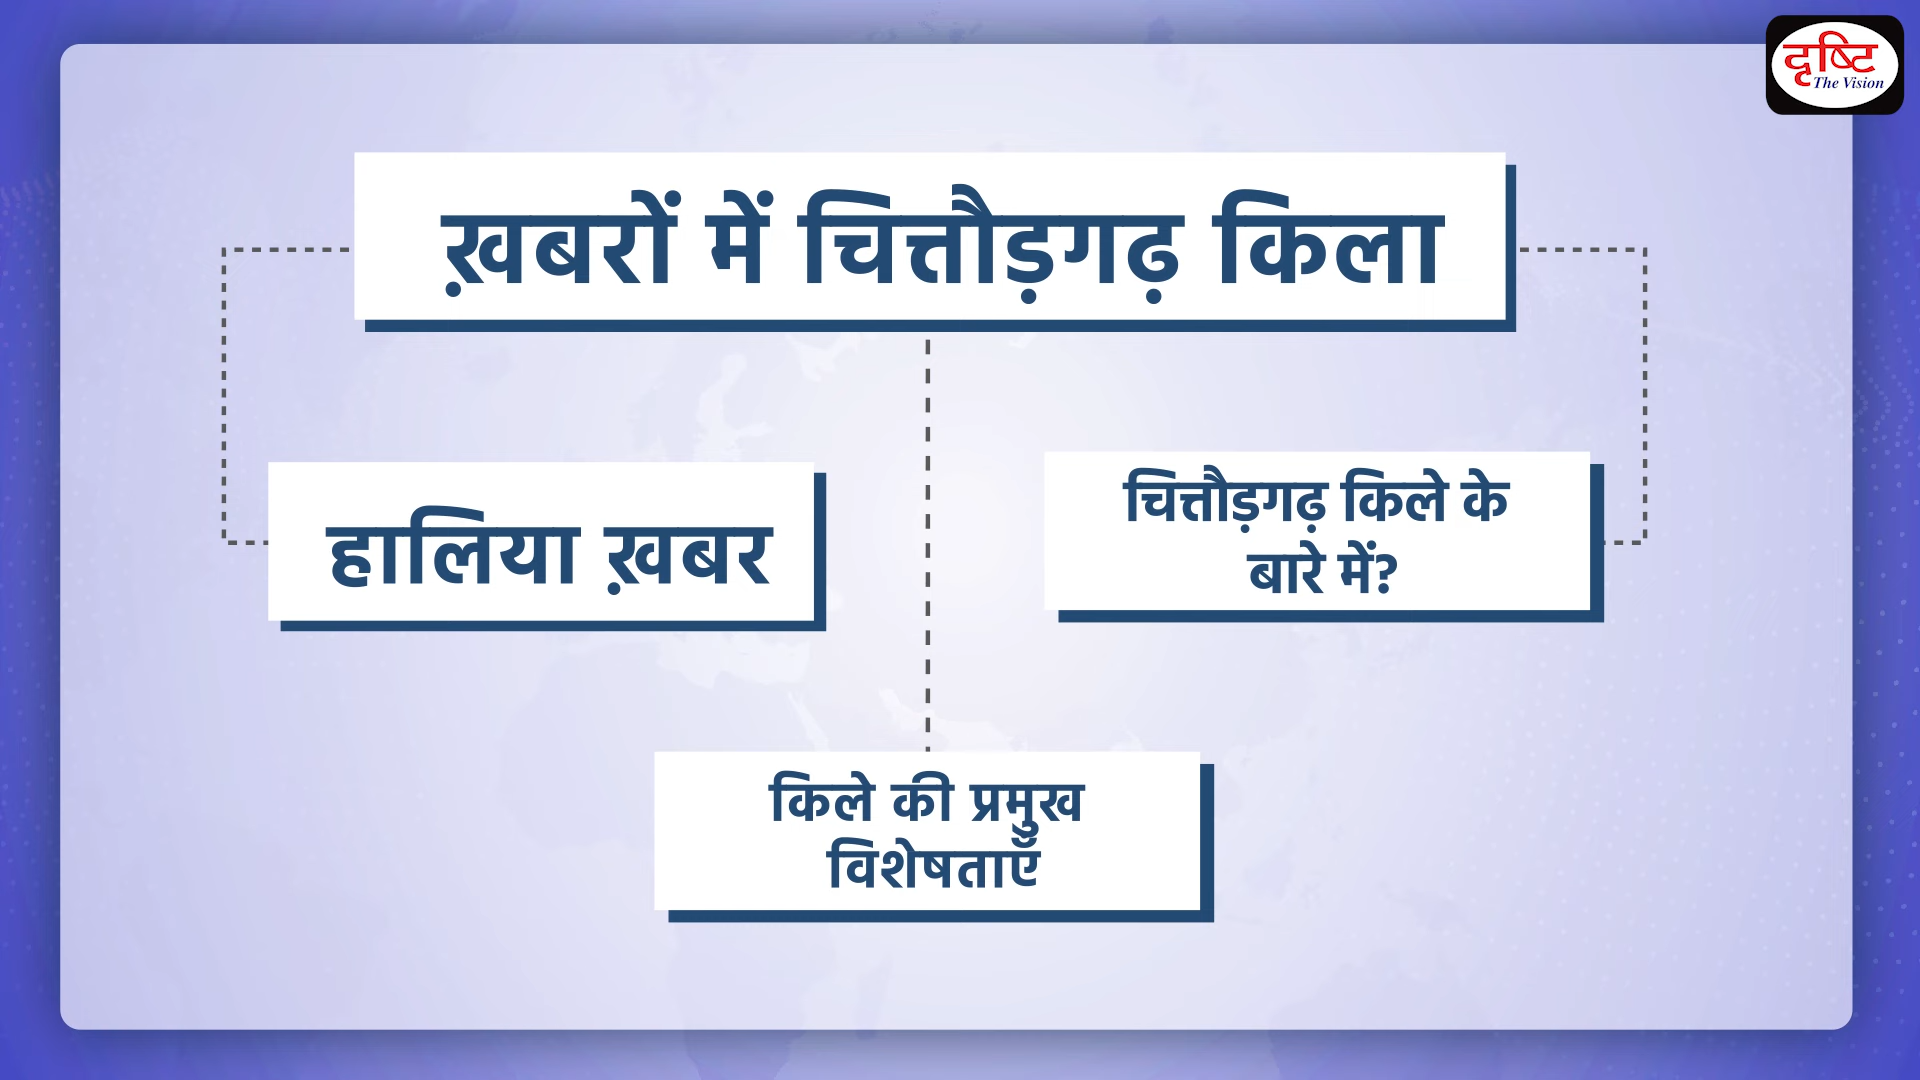 दृष्टि
The Vision
ख़बरों में चित्तौड़गढ़ किला
हालिया ख़बर
चित्तौड़गढ़ किले के
बारे में?
किले की प्रमुख
विशेषताएँ